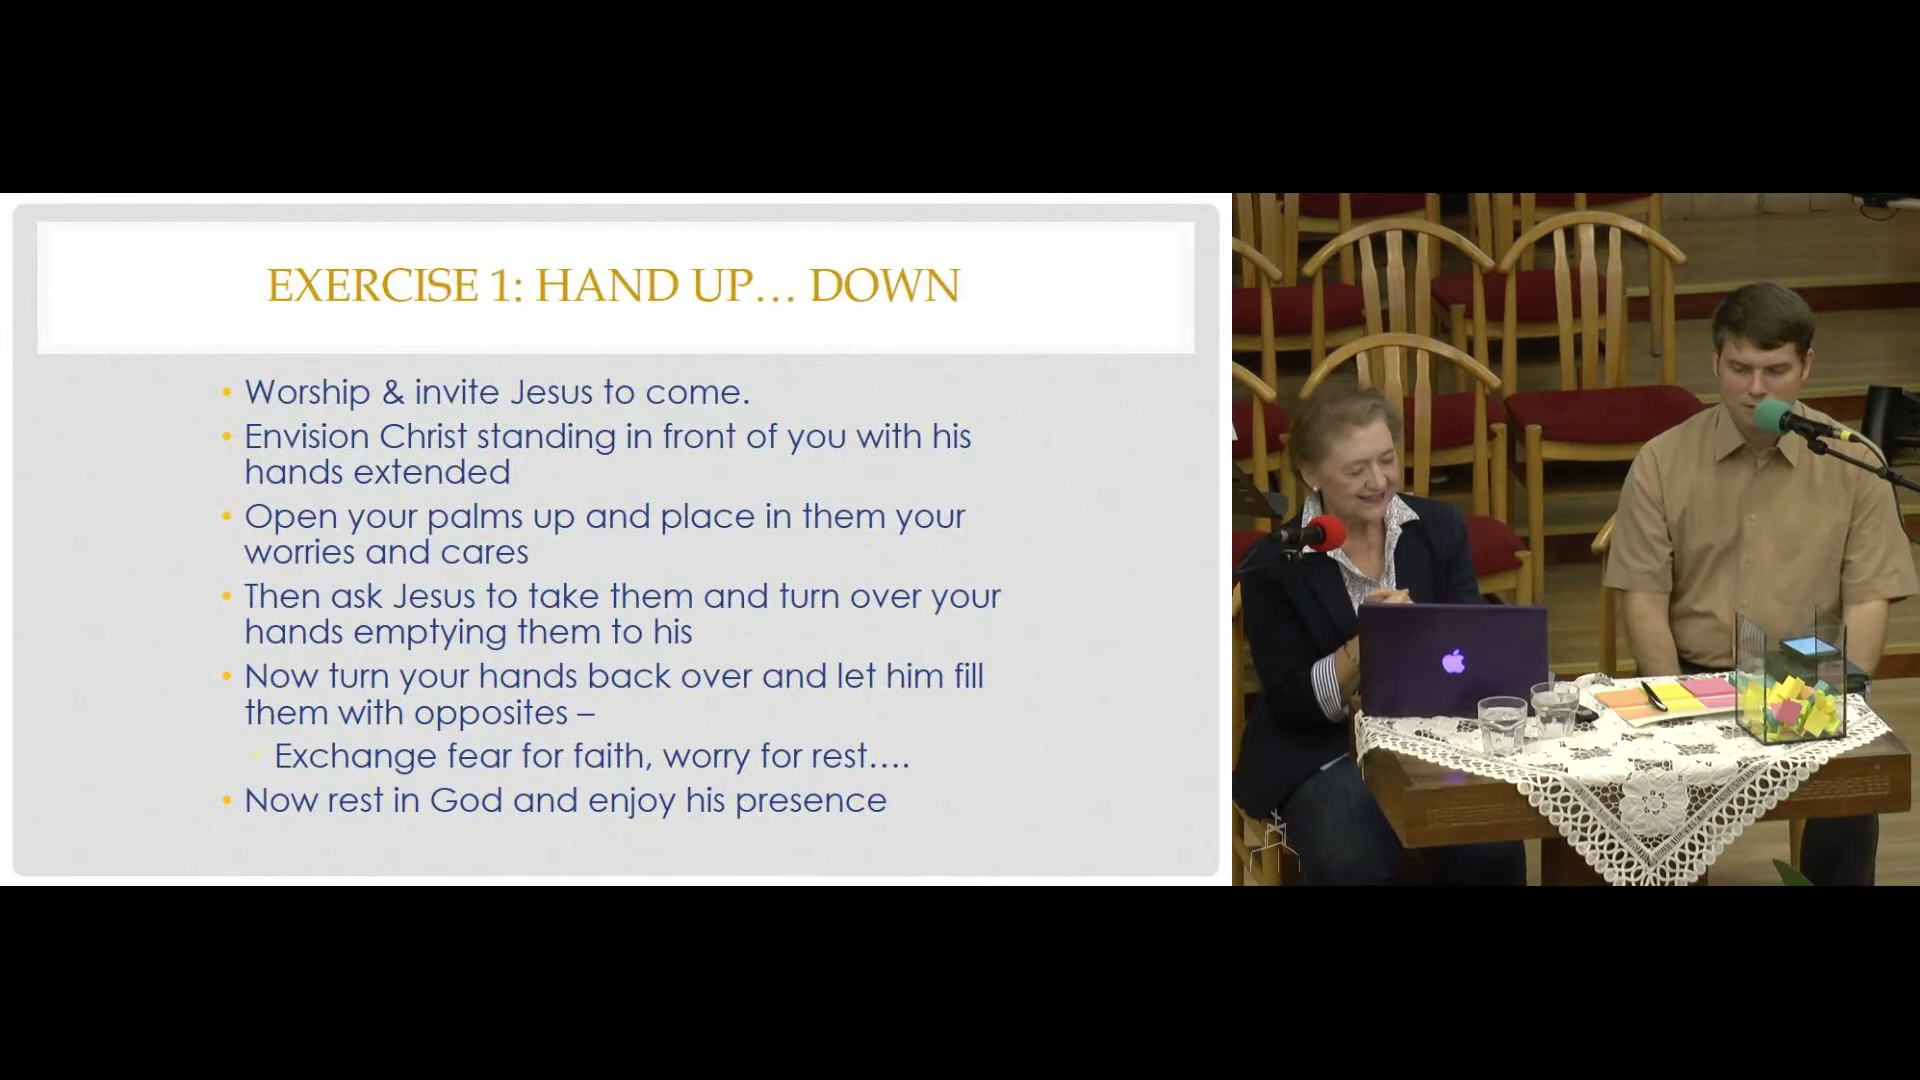 EXERCISE 1: HAND UP… DOWN
• Worship & invite Jesus to come.
• Envision Christ standing in front of you with his
hands extended
• Open your palms up and place in them your
worries and cares
• Then ask Jesus to take them and turn over your
hands emptying them to his
• Now turn your hands back over and let him fill
them with opposites –
Exchange fear for faith, worry for rest….
• Now rest in God and enjoy his presence